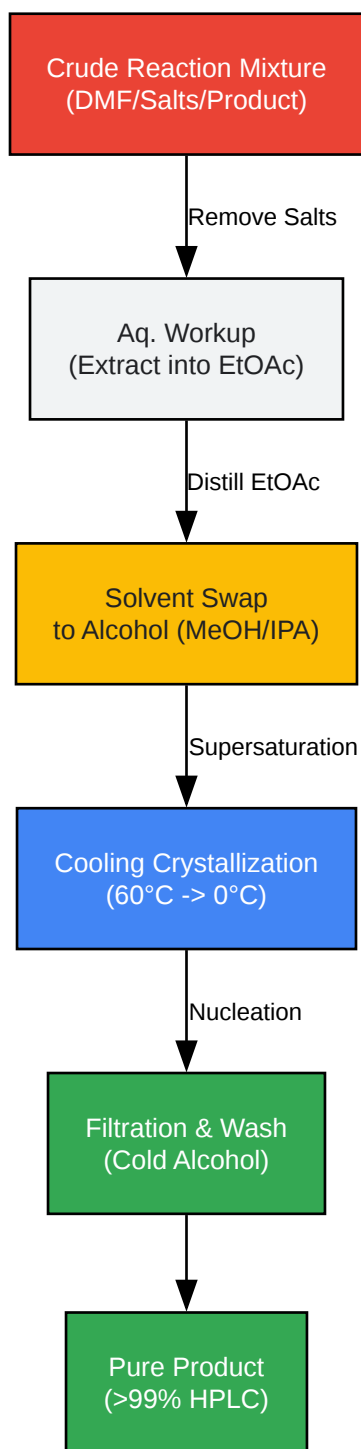 Crude Reaction Mixture
(DMF/Salts/Product)
Remove Salts
Aq. Workup
(Extract into EtOAc)
Distill EtOAc
Solvent Swap
to Alcohol (MeOH/IPA)
Supersaturation
Cooling Crystallization
(60°C -> 0°C)
Nucleation
Filtration & Wash
(Cold Alcohol)
Pure Product
(>99% HPLC)